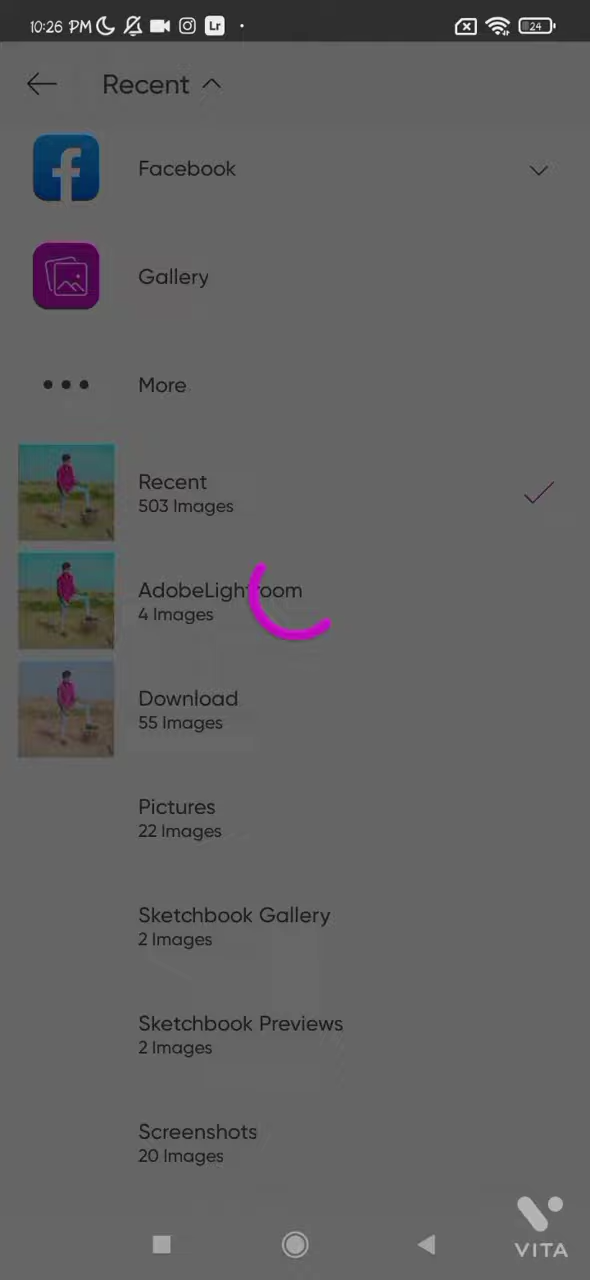 10:26 PM Lr 24
Recent
Facebook
Gallery
More
Recent
503 Images
AdobeLightroom
4 Images
Download
55 Images
Pictures
22 Images
Sketchbook Gallery
2 Images
Sketchbook Previews
2 Images
Screenshots
20 Images
VITA